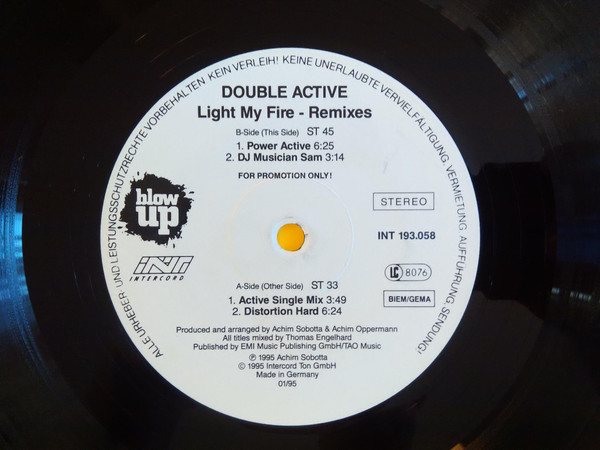 ALLE URHEBER UND LEISTUNGSSCHUTZRECHTE VORBEHALTEN KEIN VERLEIH! KEINE UNERLAUBTE VERVIELFÄLTIGUNG, VERMIETUNG, AUFFÜHRUNG, SENDUNG!
DOUBLE ACTIVE
Light My Fire - Remixes
B-Side (This Side) ST 45
1. Power Active 6:25
2. DJ Musician Sam 3:14
FOR PROMOTION ONLY!
blow
up
STEREO
INT 193.058
INT
INTERCORD
LC 8076
BIEM/GEMA
A-Side (Other Side) ST 33
1. Active Single Mix 3:49
2. Distortion Hard 6:24
Produced and arranged by Achim Sobotta & Achim Oppermann
All titles mixed by Thomas Engelhard
Published by EMI Music Publishing GmbH/TAO Music
℗ 1995 Achim Sobotta
© 1995 Intercord Ton GmbH
Made in Germany
01/95